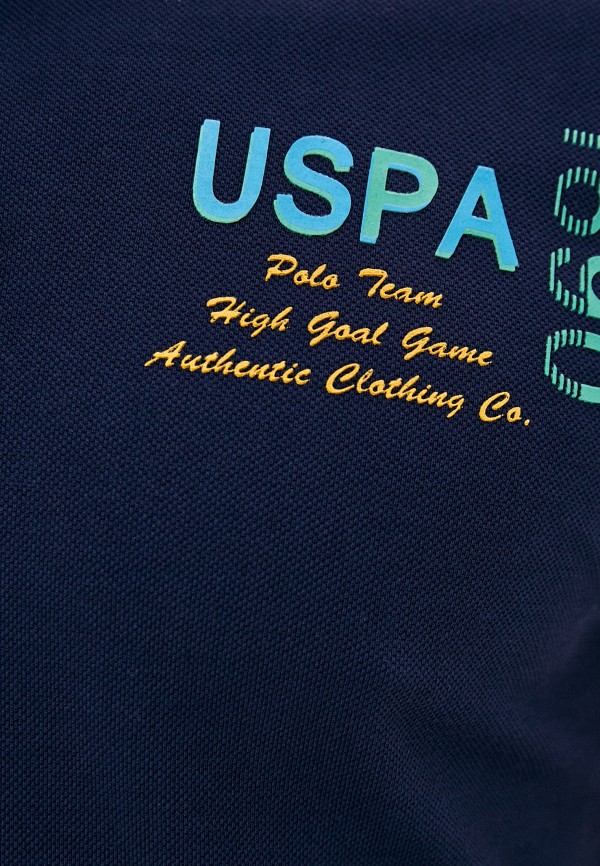 USPA
Polo Team
High Goal Game
Authentic Clothing Co.